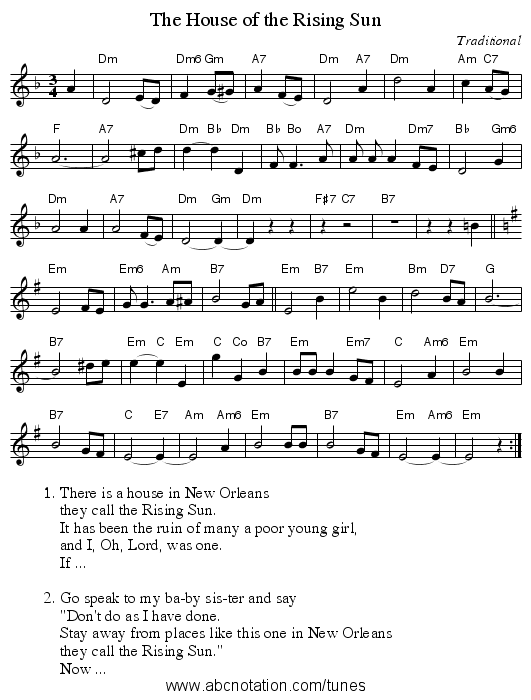 The House of the Rising Sun
Traditional
Dm Dm6 Gm A7 Dm A7 Dm Am C7
3
4
F A7 Dm Bb Dm Bb Bo A7 Dm Dm7 Bb Gm6
Dm A7 Dm Gm Dm F#7 C7 B7
Em Em6 Am B7 Em B7 Em Bm D7 G
B7 Em C Em C Co B7 Em Em7 C Am6 Em
B7 C E7 Am Am6 Em B7 Em Am6 Em
1. There is a house in New Orleans
they call the Rising Sun.
It has been the ruin of many a poor young girl,
and I, Oh, Lord, was one.
If ...
2. Go speak to my ba-by sis-ter and say
"Don't do as I have done.
Stay away from places like this one in New Orleans
they call the Rising Sun."
Now ...
www.abcnotation.com/tunes